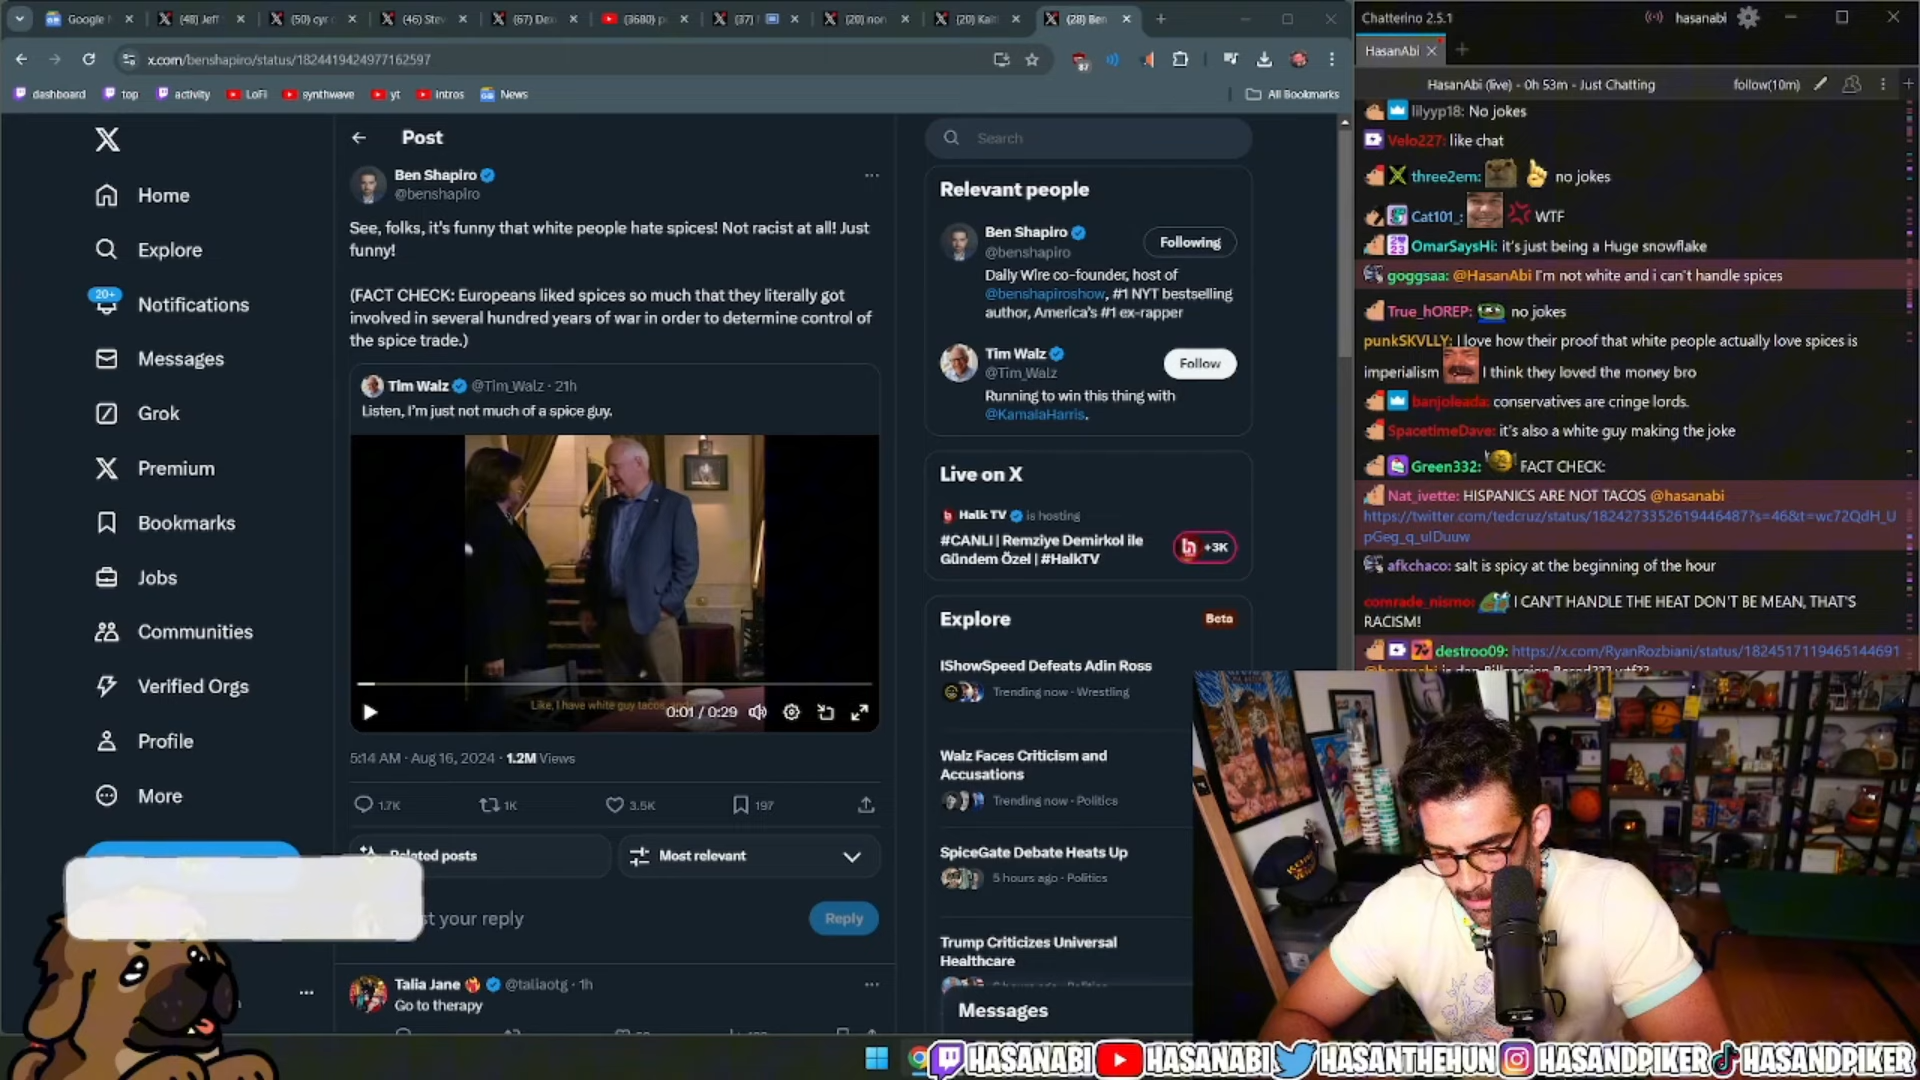 Google
(48) Jeff
(50) cyr c
(46) Stev
(67) Dex
(3680) p
(37)
(20) non
(20) Kaitl
(28) Ben
x.com/benshapiro/status/1824419424977162597
87
dashboard
top
activity
LoFi
synthwave
yt
intros
News
All Bookmarks
Home
Explore
20+
Notifications
Messages
Grok
Premium
Bookmarks
Jobs
Communities
Verified Orgs
Profile
More
Post
Ben Shapiro
@benshapiro
See, folks, it's funny that white people hate spices! Not racist at all! Just
funny!
(FACT CHECK: Europeans liked spices so much that they literally got
involved in several hundred years of war in order to determine control of
the spice trade.)
Tim Walz @Tim_Walz · 21h
Listen, I'm just not much of a spice guy.
Like, I have white guy tacos
0:01 / 0:29
5:14 AM · Aug 16, 2024 · 1.2M Views
1.7K
1K
3.5K
197
Related posts
Most relevant
st your reply
Reply
Talia Jane @taliaotg · 1h
Go to therapy
Search
Relevant people
Ben Shapiro
@benshapiro
Following
Daily Wire co-founder, host of
@benshapiroshow, #1 NYT bestselling
author, America's #1 ex-rapper
Tim Walz
@Tim_Walz
Follow
Running to win this thing with
@KamalaHarris.
Live on X
Halk TV is hosting
#CANLI | Remziye Demirkol ile
Gündem Özel | #HalkTV
+3K
Explore
Beta
IShowSpeed Defeats Adin Ross
Trending now · Wrestling
Walz Faces Criticism and
Accusations
Trending now · Politics
SpiceGate Debate Heats Up
5 hours ago · Politics
Trump Criticizes Universal
Healthcare
Messages
Chatterino 2.5.1
hasanabi
HasanAbi
HasanAbi (live) - 0h 53m - Just Chatting
follow(10m)
lilyyp18: No jokes
Velo227: like chat
three2em: no jokes
Cat101_: WTF
OmarSaysHi: it's just being a Huge snowflake
goggsaa: @HasanAbi I'm not white and i can't handle spices
True_hOREP: no jokes
punkSKVLLY: I love how their proof that white people actually love spices is
imperialism I think they loved the money bro
banjoleada: conservatives are cringe lords.
SpacetimeDave: it's also a white guy making the joke
Green332: FACT CHECK:
Nat_ivette: HISPANICS ARE NOT TACOS @hasanabi
https://twitter.com/tedcruz/status/1824273352619446487?s=46&t=wc72QdH_U
pGeg_q_ulDuuw
afkchaco: salt is spicy at the beginning of the hour
comrade_nismo: I CAN'T HANDLE THE HEAT DON'T BE MEAN, THAT'S
RACISM!
destroo09: https://x.com/RyanRozbiani/status/1824517119465144691
HASANABI HASANABI HASANTHEHUN HASANDPIKER HASANDPIKER